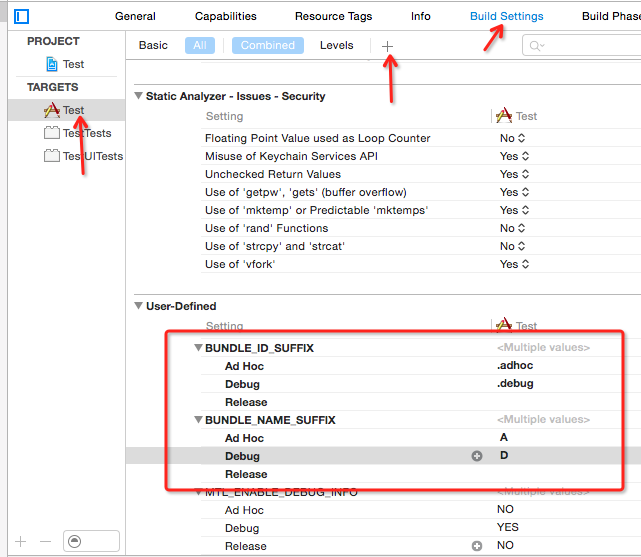 General Capabilities Resource Tags Info Build Settings Build Phase
PROJECT
Test
TARGETS
Test
TestTests
TestUITests
Basic All Combined Levels +
Static Analyzer - Issues - Security
Setting Test
Floating Point Value used as Loop Counter No
Misuse of Keychain Services API Yes
Unchecked Return Values Yes
Use of 'getpw', 'gets' (buffer overflow) Yes
Use of 'mktemp' or Predictable 'mktemps' Yes
Use of 'rand' Functions No
Use of 'strcpy' and 'strcat' No
Use of 'vfork' Yes
User-Defined
Setting Test
BUNDLE_ID_SUFFIX <Multiple values>
Ad Hoc .adhoc
Debug .debug
Release
BUNDLE_NAME_SUFFIX <Multiple values>
Ad Hoc A
Debug D
Release
MTL_ENABLE_DEBUG_INFO <Multiple values>
Ad Hoc NO
Debug YES
Release NO